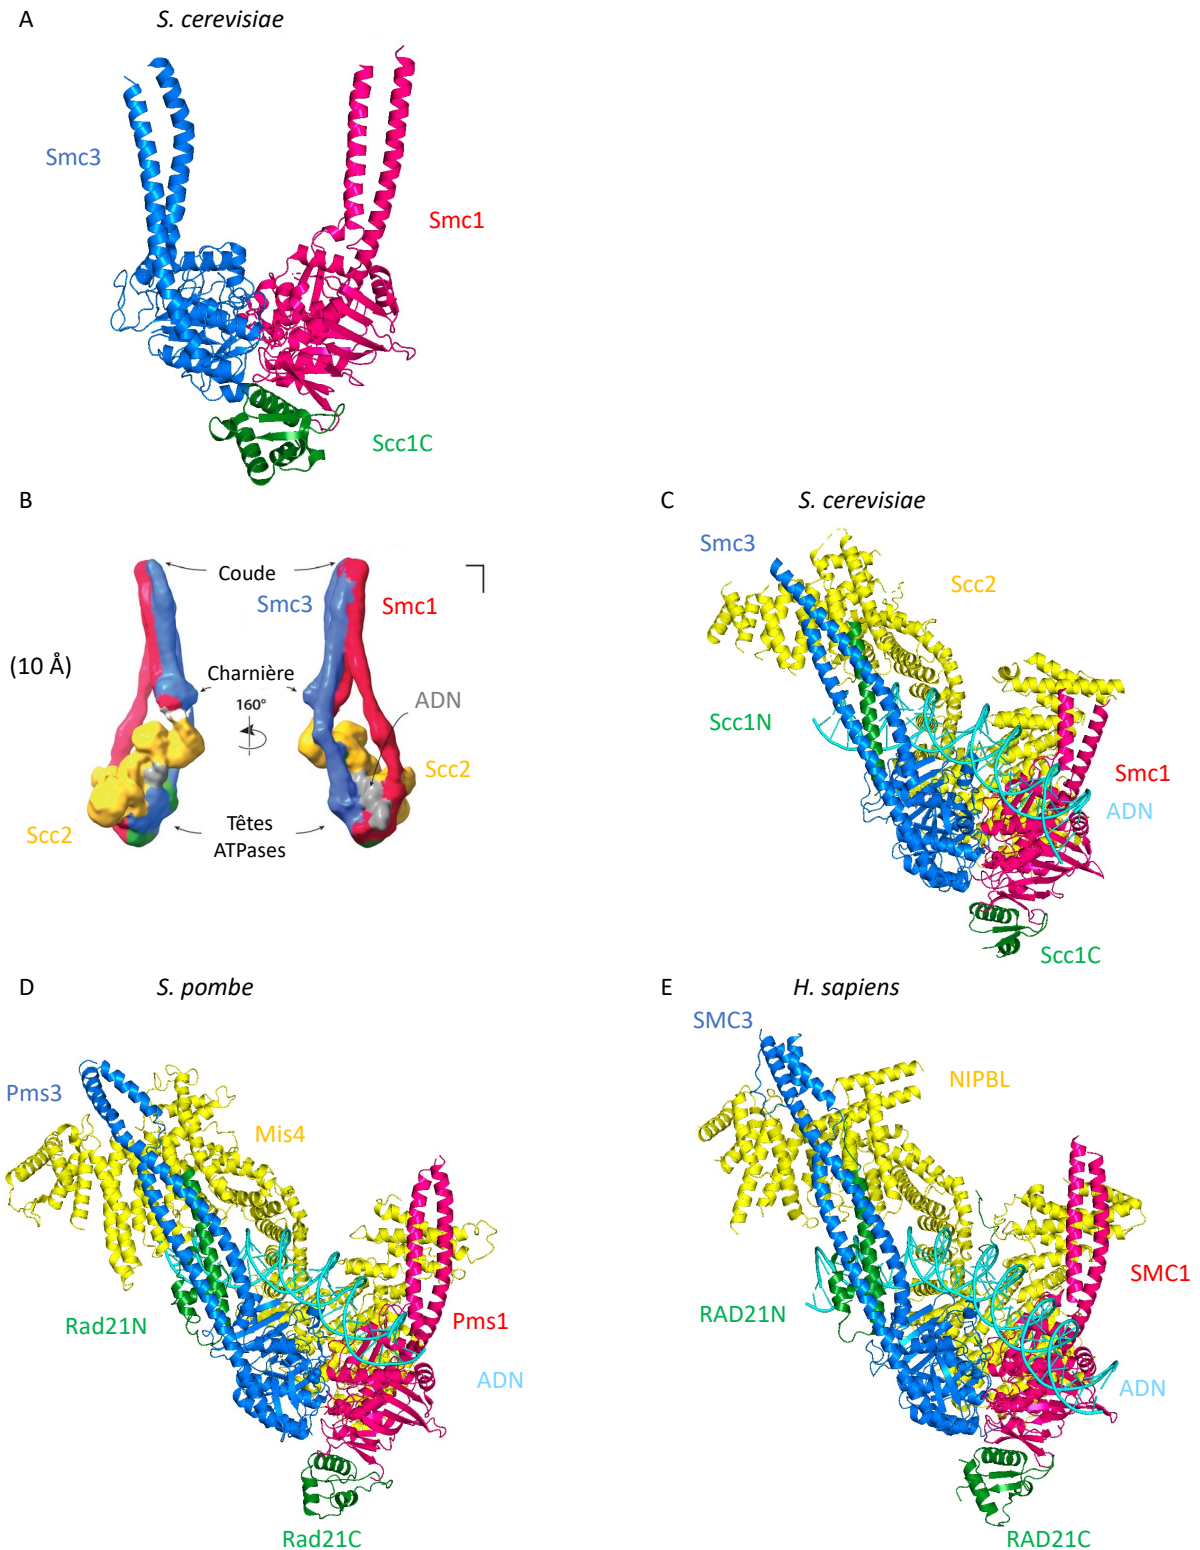 A
S. cerevisiae
Smc3
Smc1
Scc1C
B
Coude
Smc3
Smc1
(10 Å)
Charnière
160°
ADN
Scc2
Scc2
Têtes
ATPases
C
S. cerevisiae
Smc3
Scc2
Scc1N
Smc1
ADN
Scc1C
D
S. pombe
Pms3
Mis4
Rad21N
Pms1
ADN
Rad21C
E
H. sapiens
SMC3
NIPBL
RAD21N
SMC1
ADN
RAD21C